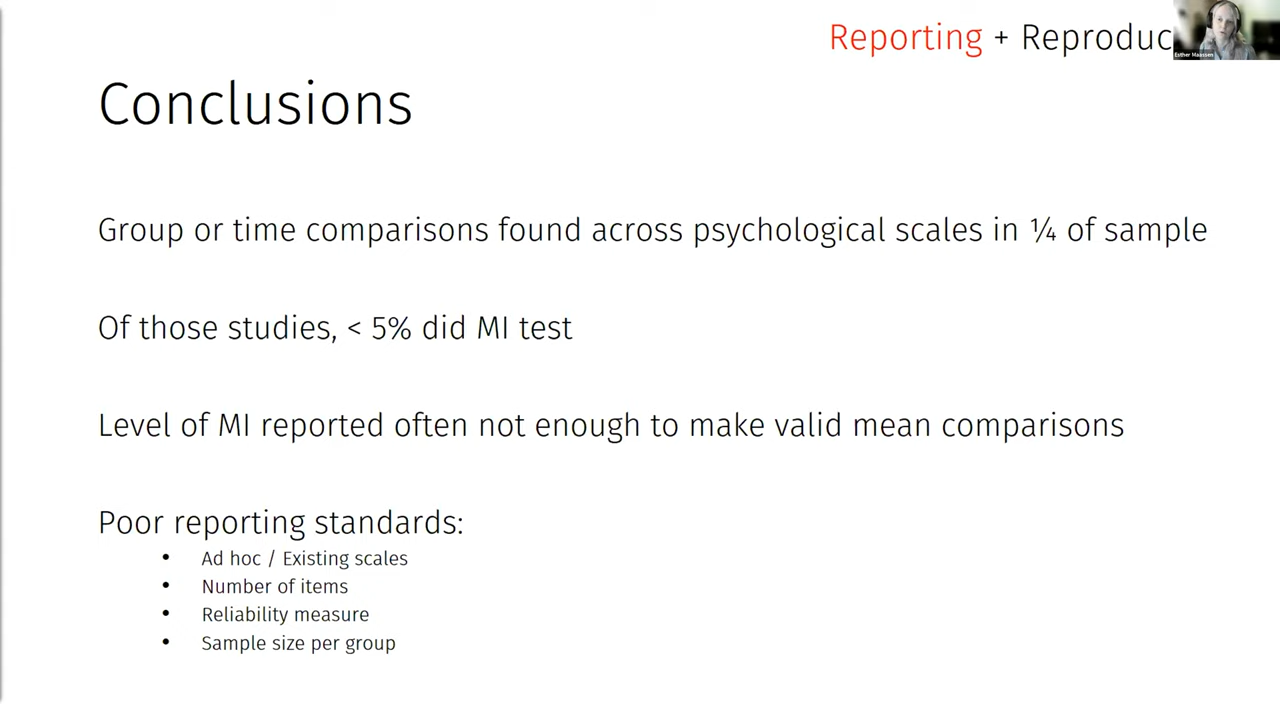 Reporting + Reproduc
Esther Maassen
Conclusions
Group or time comparisons found across psychological scales in ¼ of sample
Of those studies, < 5% did MI test
Level of MI reported often not enough to make valid mean comparisons
Poor reporting standards:
• Ad hoc / Existing scales
• Number of items
• Reliability measure
• Sample size per group